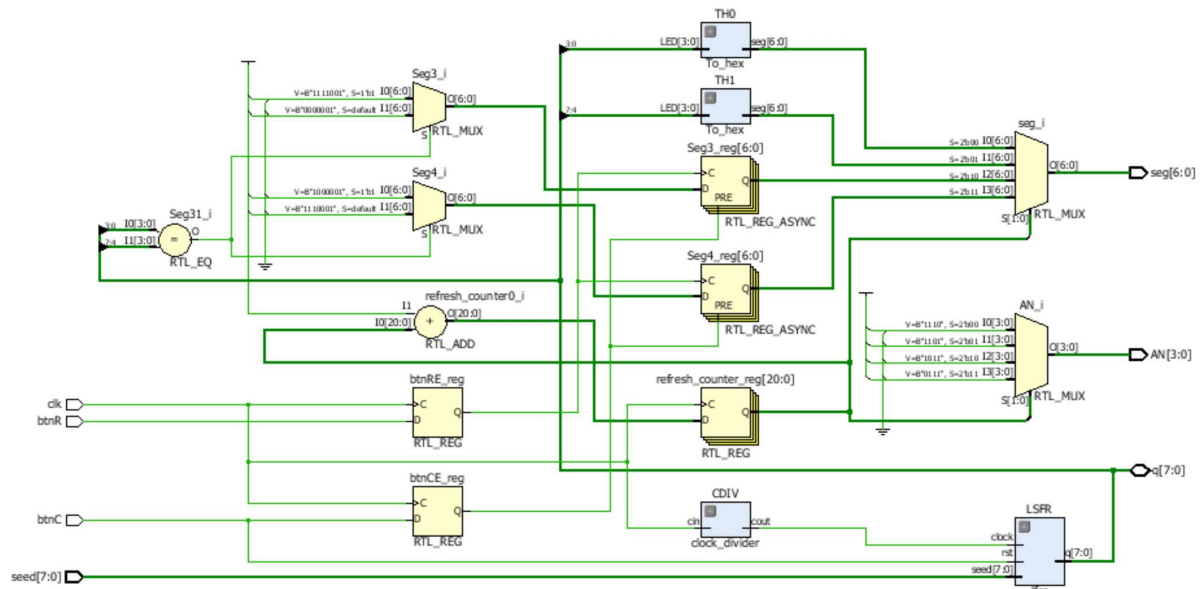 TH0
3:0
LED[3:0]
seg[6:0]
To_hex
TH1
7:4
LED[3:0]
seg[6:0]
To_hex
Seg3_i
V=B"1111001", S=1'b1 I0[6:0]
V=B"0000001", S=default I1[6:0]
O[6:0]
S
RTL_MUX
Seg4_i
V=B"1000001", S=1'b1 I0[6:0]
V=B"1110001", S=default I1[6:0]
O[6:0]
S
RTL_MUX
Seg31_i
3:0
I0[3:0]
7:4
I1[3:0]
=
O
RTL_EQ
Seg3_reg[6:0]
C
D
Q
PRE
RTL_REG_ASYNC
Seg4_reg[6:0]
C
D
Q
PRE
RTL_REG_ASYNC
seg_i
S=2'b00 I0[6:0]
S=2'b01 I1[6:0]
S=2'b10 I2[6:0]
S=2'b11 I3[6:0]
O[6:0]
S[1:0]
RTL_MUX
seg[6:0]
refresh_counter0_i
I1
I0[20:0]
+
O[20:0]
RTL_ADD
AN_i
V=B"1110", S=2'b00 I0[3:0]
V=B"1101", S=2'b01 I1[3:0]
V=B"1011", S=2'b10 I2[3:0]
V=B"0111", S=2'b11 I3[3:0]
O[3:0]
S[1:0]
RTL_MUX
AN[3:0]
btnRE_reg
C
D
Q
RTL_REG
refresh_counter_reg[20:0]
C
D
Q
RTL_REG
clk
btnR
btnCE_reg
C
D
Q
RTL_REG
btnC
seed[7:0]
CDIV
cin
cout
clock_divider
LSFR
clock
rst
seed[7:0]
q[7:0]
q[7:0]